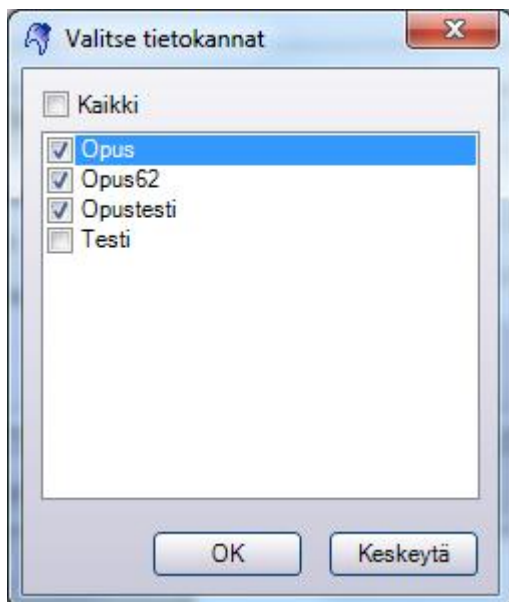 Valitse tietokannat
Kaikki
Opus
Opus62
Opustesti
Testi
OK Keskeytä